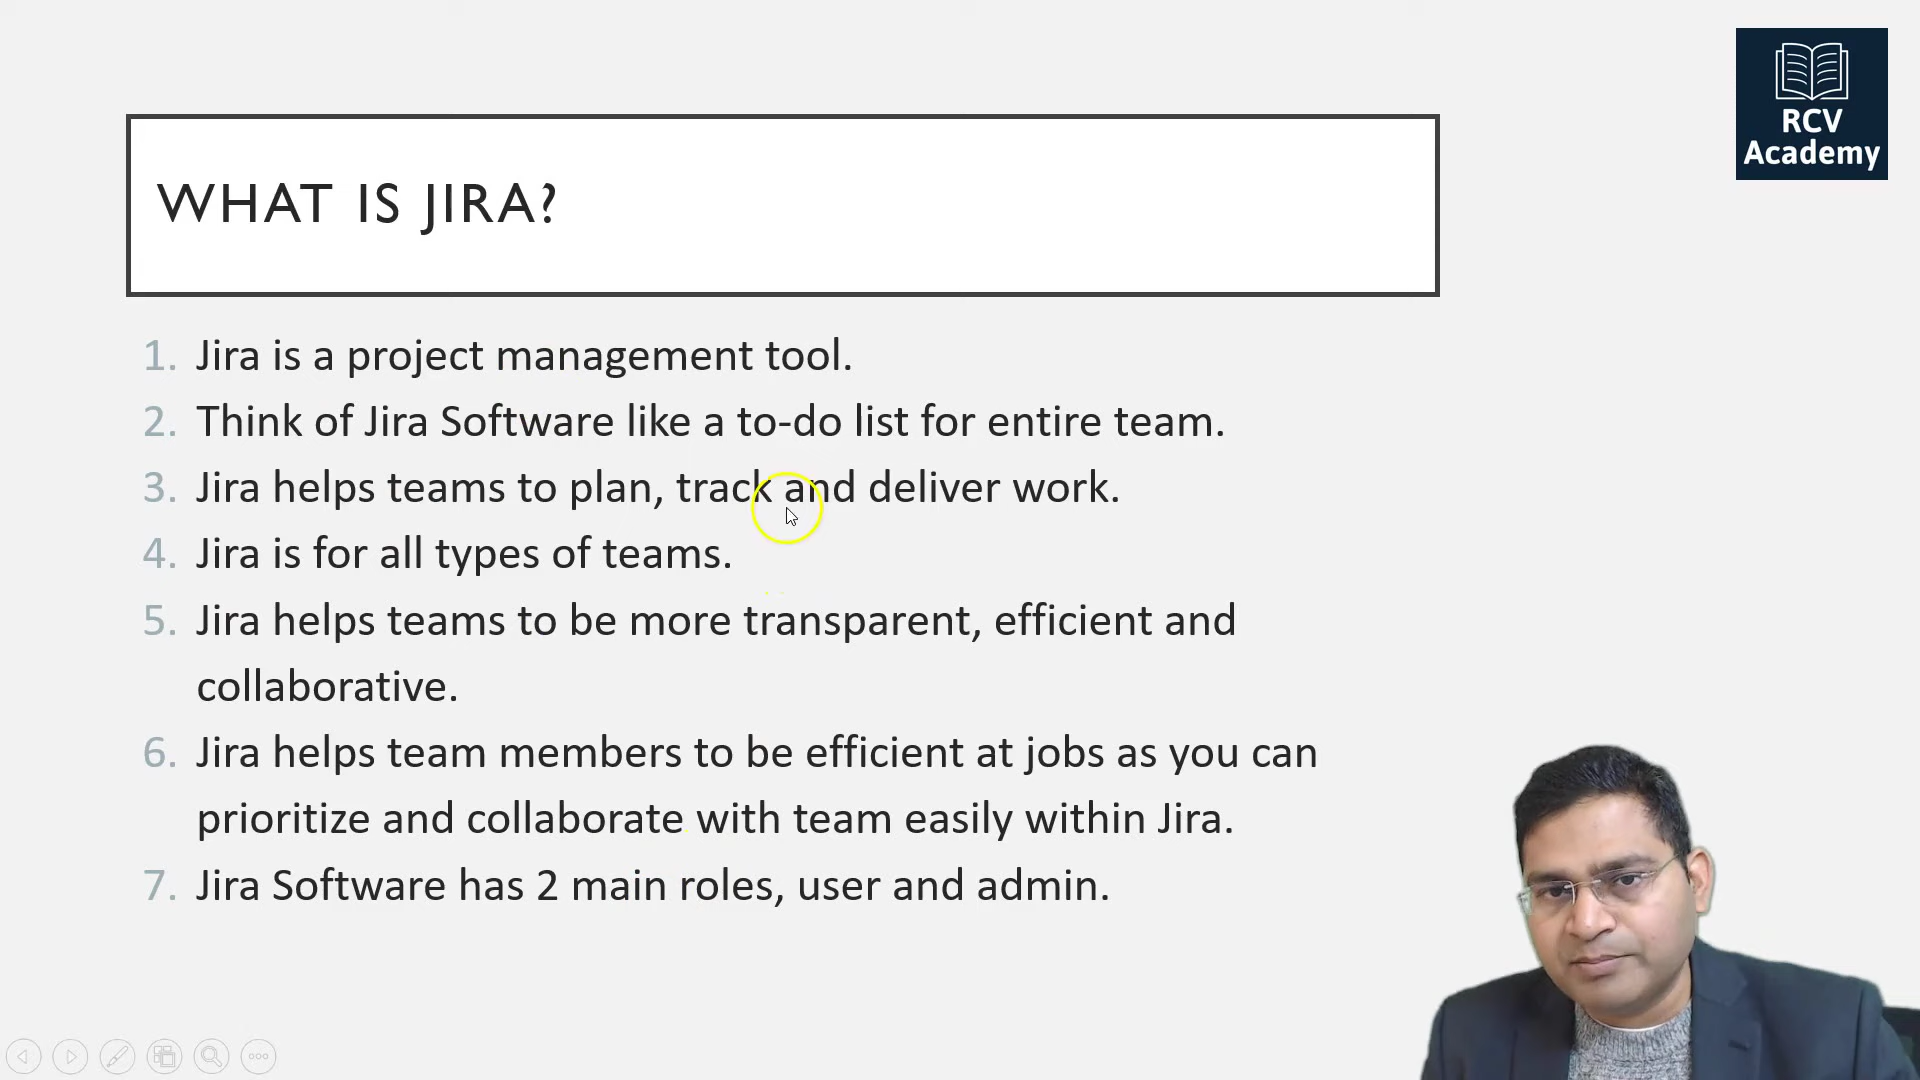 RCV
Academy
WHAT IS JIRA?
1. Jira is a project management tool.
2. Think of Jira Software like a to-do list for entire team.
3. Jira helps teams to plan, track and deliver work.
4. Jira is for all types of teams.
5. Jira helps teams to be more transparent, efficient and
collaborative.
6. Jira helps team members to be efficient at jobs as you can
prioritize and collaborate with team easily within Jira.
7. Jira Software has 2 main roles, user and admin.